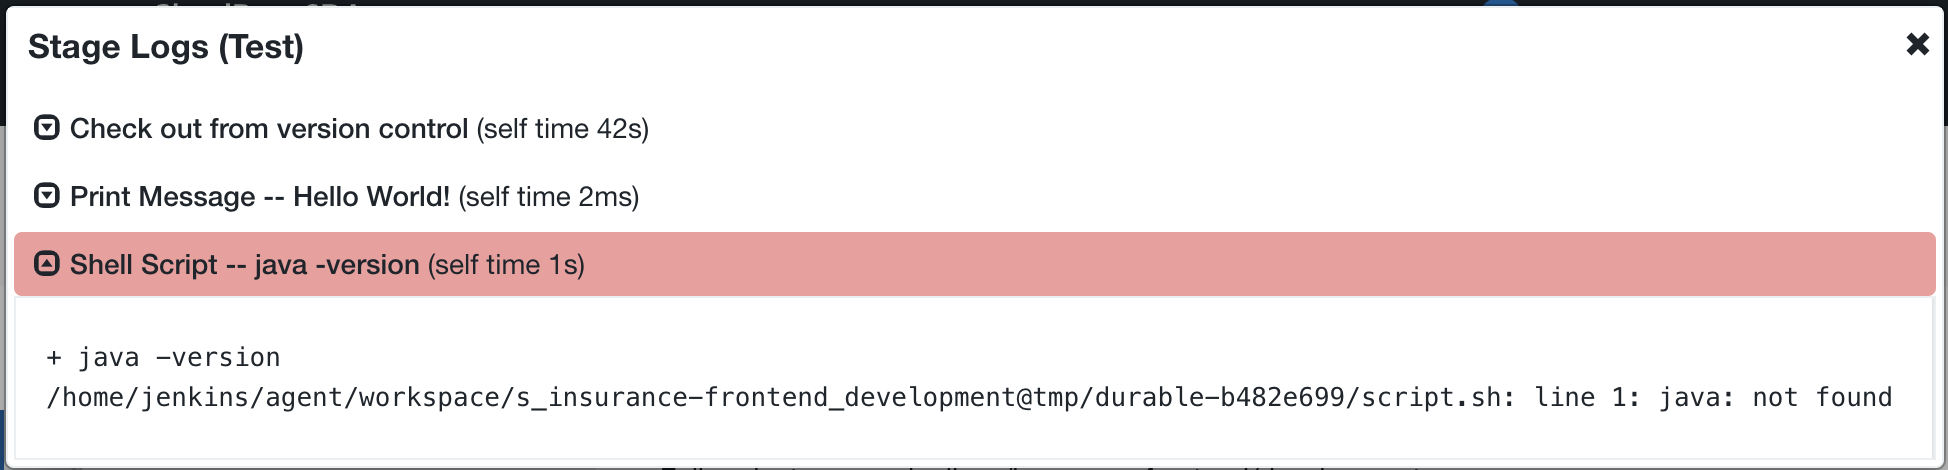 Stage Logs (Test)
Check out from version control (self time 42s)
Print Message -- Hello World! (self time 2ms)
Shell Script -- java -version (self time 1s)
+ java -version
/home/jenkins/agent/workspace/s_insurance-frontend_development@tmp/durable-b482e699/script.sh: line 1: java: not found